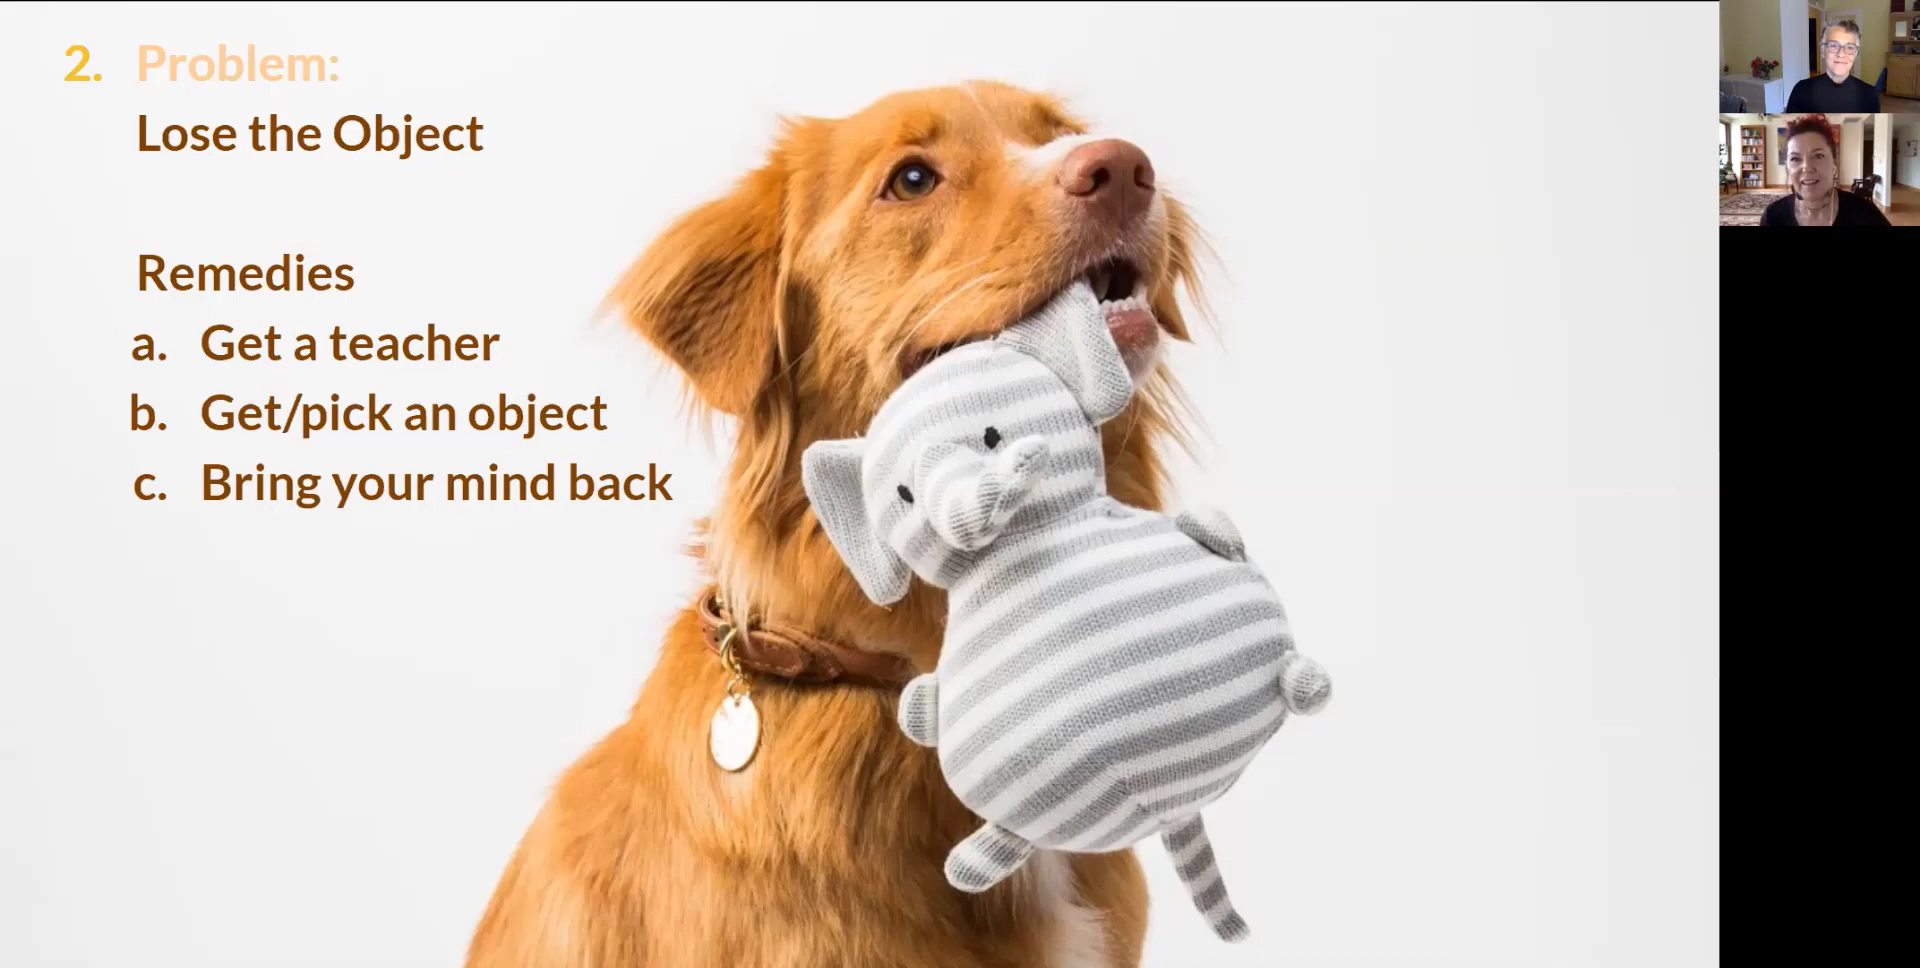 2. Problem:
Lose the Object
Remedies
a. Get a teacher
b. Get/pick an object
c. Bring your mind back